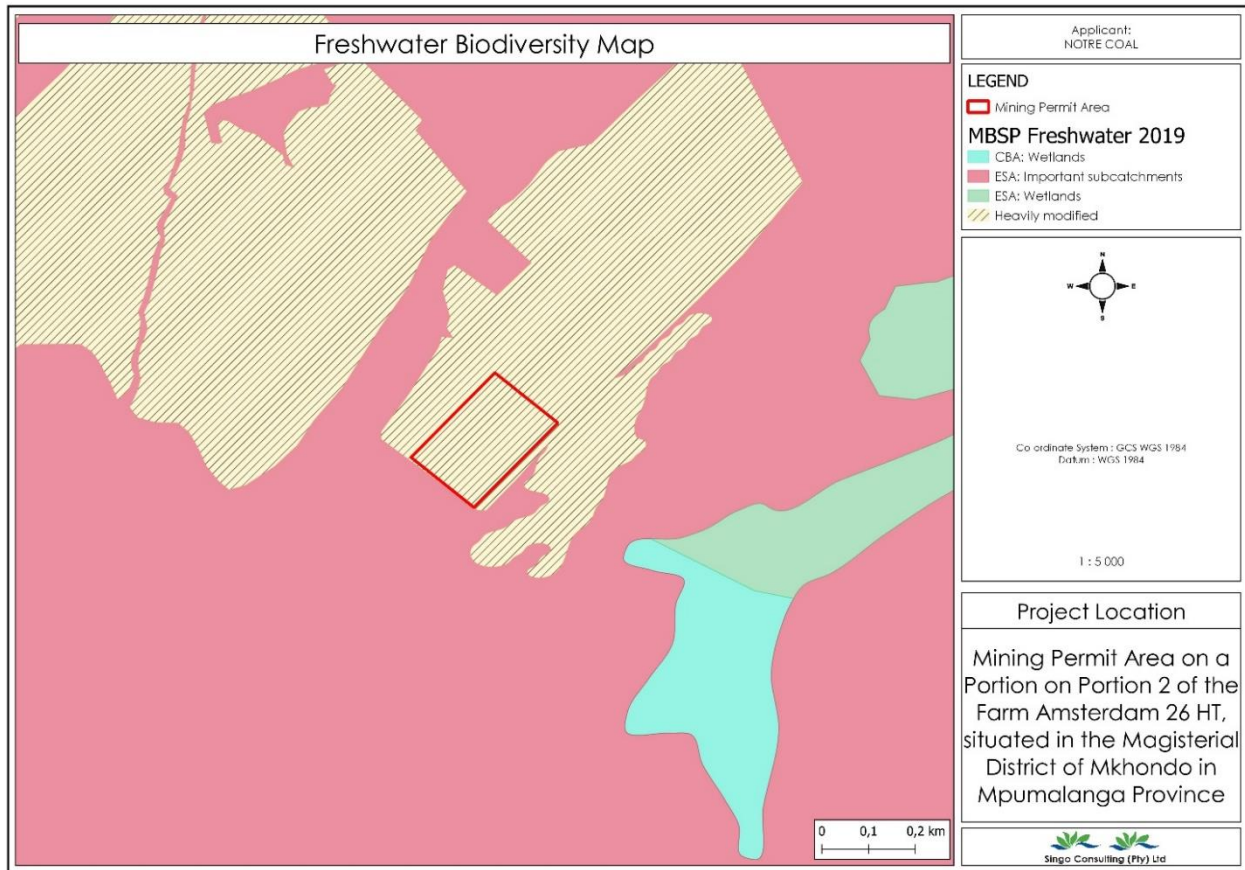 Freshwater Biodiversity Map
Applicant:
NOTRE COAL
LEGEND
Mining Permit Area
MBSP Freshwater 2019
CBA: Wetlands
ESA: Important subcatchments
ESA: Wetlands
Heavily modified
N
W
E
S
Co ordinate System : GCS WGS 1984
Datum : WGS 1984
1 : 5 000
Project Location
Mining Permit Area on a
Portion on Portion 2 of the
Farm Amsterdam 26 HT,
situated in the Magisterial
District of Mkhondo in
Mpumalanga Province
0 0,1 0,2 km
Singo Consulting (Pty) Ltd